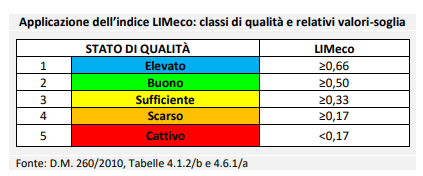 Applicazione dell'indice LIMeco: classi di qualità e relativi valori-soglia
STATO DI QUALITÀ LIMeco
1 Elevato ≥0,66
2 Buono ≥0,50
3 Sufficiente ≥0,33
4 Scarso ≥0,17
5 Cattivo <0,17
Fonte: D.M. 260/2010, Tabelle 4.1.2/b e 4.6.1/a